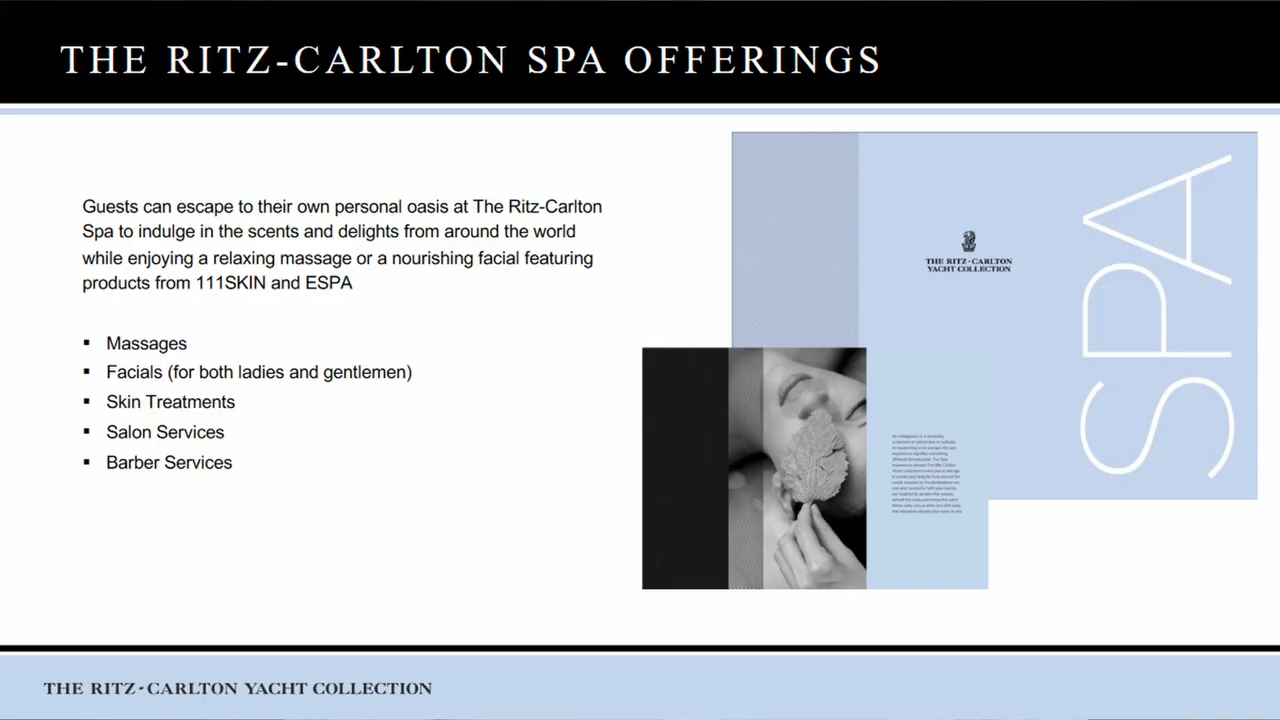 THE RITZ-CARLTON SPA OFFERINGS
Guests can escape to their own personal oasis at The Ritz-Carlton
Spa to indulge in the scents and delights from around the world
while enjoying a relaxing massage or a nourishing facial featuring
products from 111SKIN and ESPA
▪ Massages
▪ Facials (for both ladies and gentlemen)
▪ Skin Treatments
▪ Salon Services
▪ Barber Services
THE RITZ-CARLTON
YACHT COLLECTION
SPA
THE RITZ-CARLTON YACHT COLLECTION